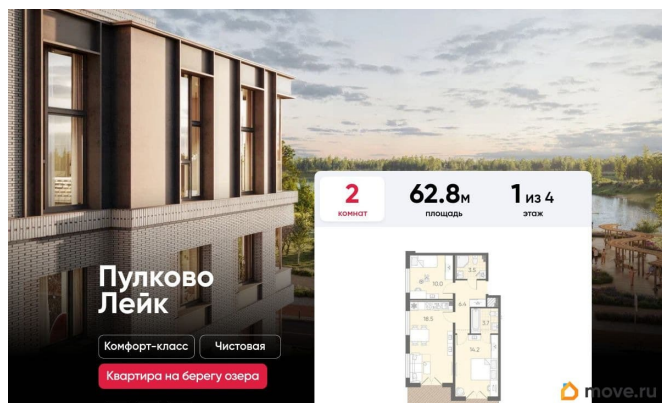 2
комнат
62.8м
площадь
1 из 4
этаж
Пулково
Лейк
Комфорт-класс
Чистовая
Квартира на берегу озера
10.0
3.5
6.4
18.5
3.7
14.2
move.ru